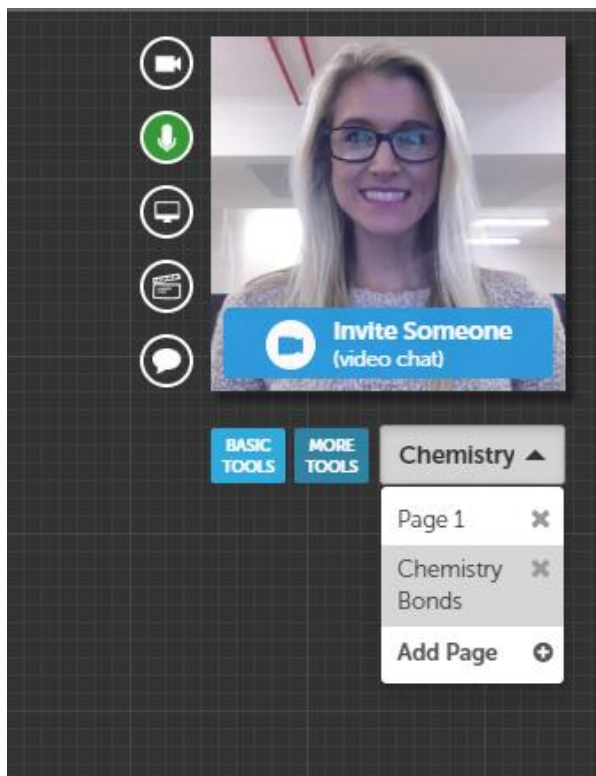 Invite Someone
(video chat)
BASIC
TOOLS
MORE
TOOLS
Chemistry
Page 1
Chemistry
Bonds
Add Page